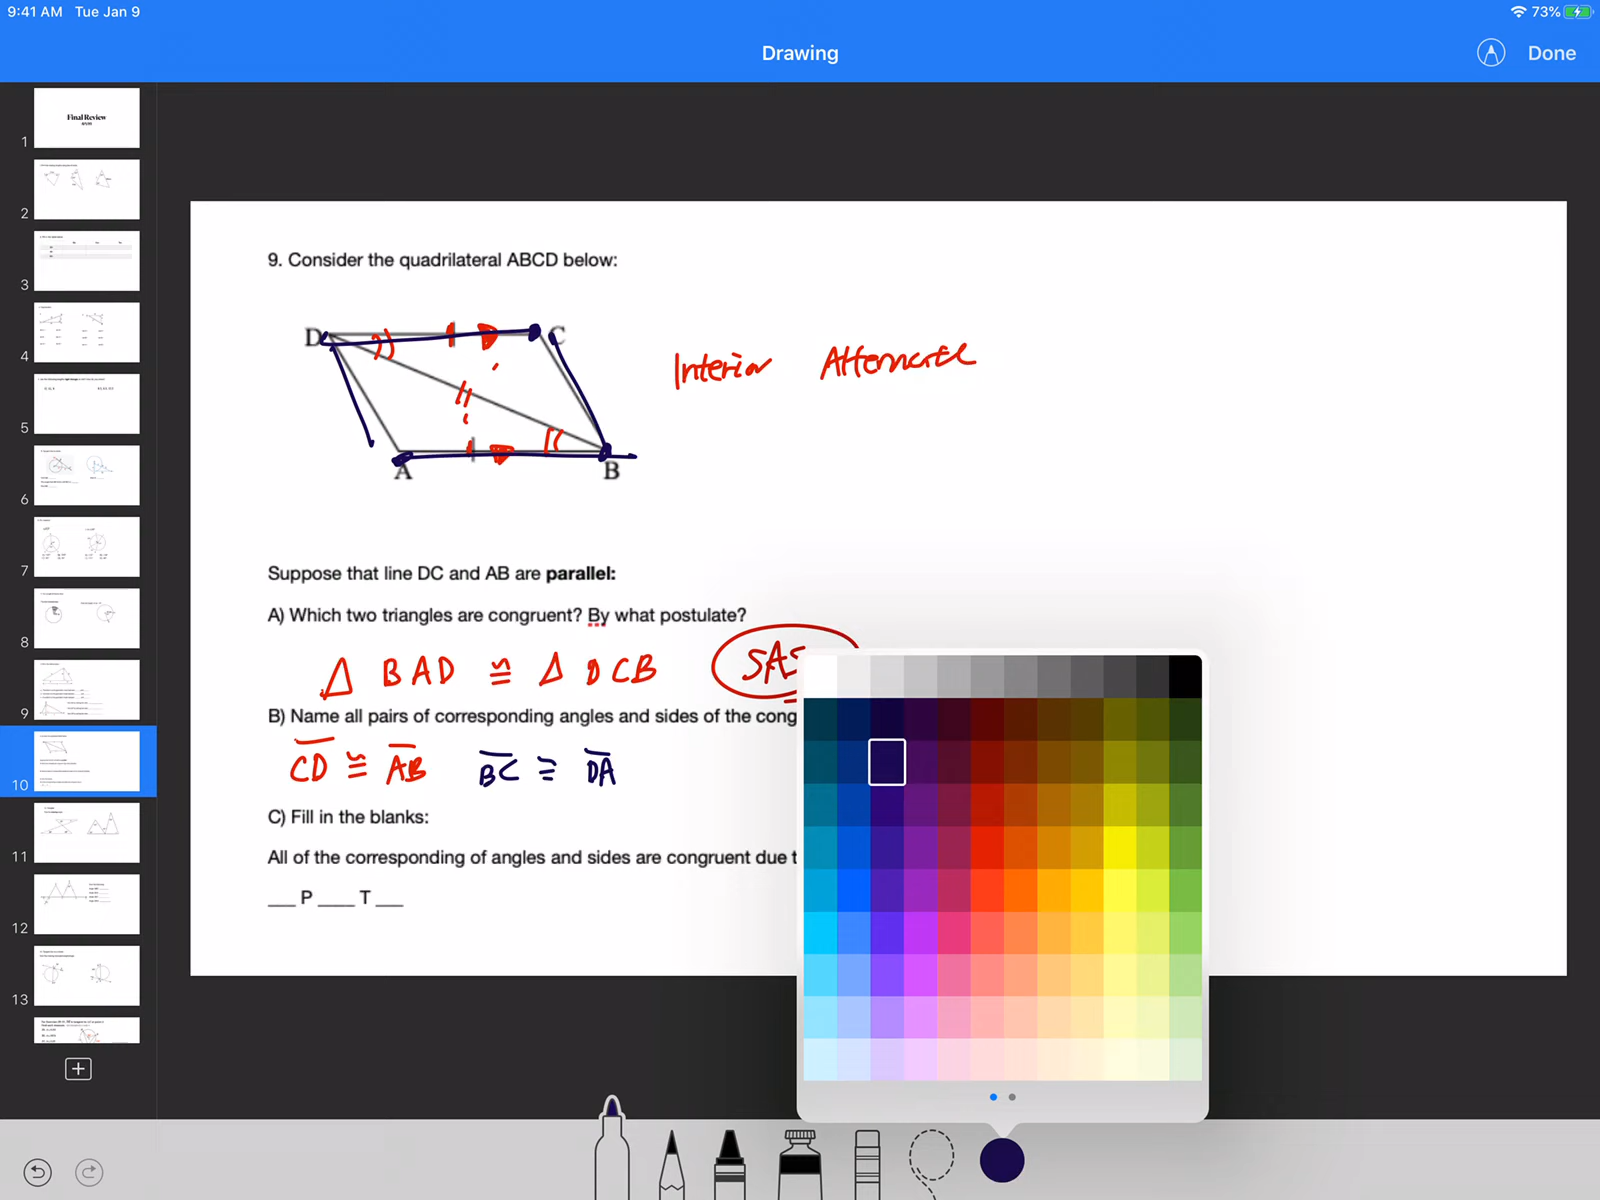 9:41 AM Tue Jan 9
73%
Drawing
Done
Final Review
1
2
3
4
5
6
7
8
9
10
11
12
13
9. Consider the quadrilateral ABCD below:
D
C
A
B
Interior Alternate
Suppose that line DC and AB are parallel:
A) Which two triangles are congruent? By what postulate?
Δ BAD ≅ Δ DCB SAS
B) Name all pairs of corresponding angles and sides of the cong
CD ≅ AB BC ≅ DA
C) Fill in the blanks:
All of the corresponding of angles and sides are congruent due t
___ P ____ T ___